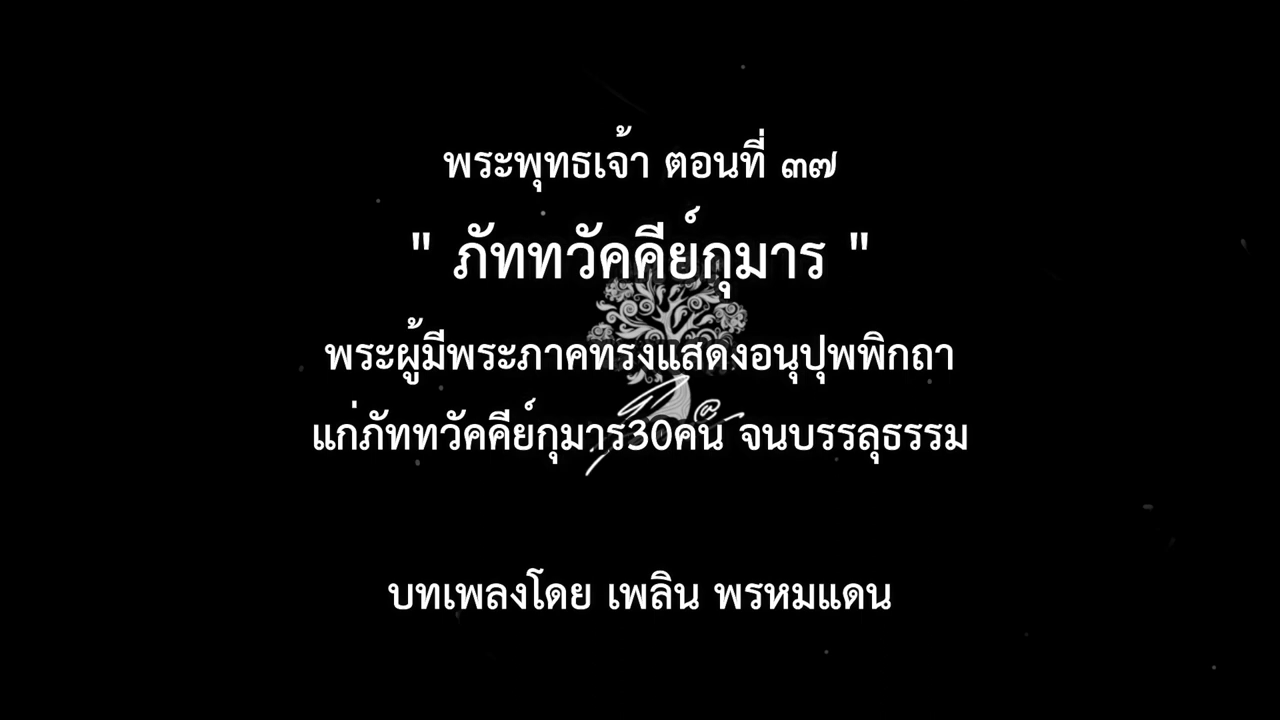 พระพุทธเจ้า ตอนที่ ๓๗
" ภัททวัคคีย์กุมาร "
พระผู้มีพระภาคทรงแสดงอนุปุพพิกถา
แก่ภัททวัคคีย์กุมาร30คน จนบรรลุธรรม
บทเพลงโดย เพลิน พรหมแดน